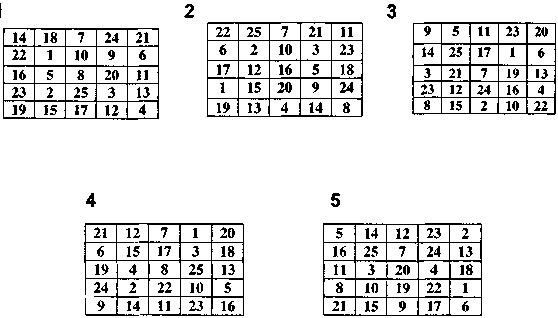 1
14 18 7 24 21
22 1 10 9 6
16 5 8 20 11
23 2 25 3 13
19 15 17 12 4
2
22 25 7 21 11
6 2 10 3 23
17 12 16 5 18
1 15 20 9 24
19 13 4 14 8
3
9 5 11 23 20
14 25 17 1 6
3 21 7 19 13
23 12 24 16 4
8 15 2 10 22
4
21 12 7 1 20
6 15 17 3 18
19 4 8 25 13
24 2 22 10 5
9 14 11 23 16
5
5 14 12 23 2
16 25 7 24 13
11 3 20 4 18
8 10 19 22 1
21 15 9 17 6